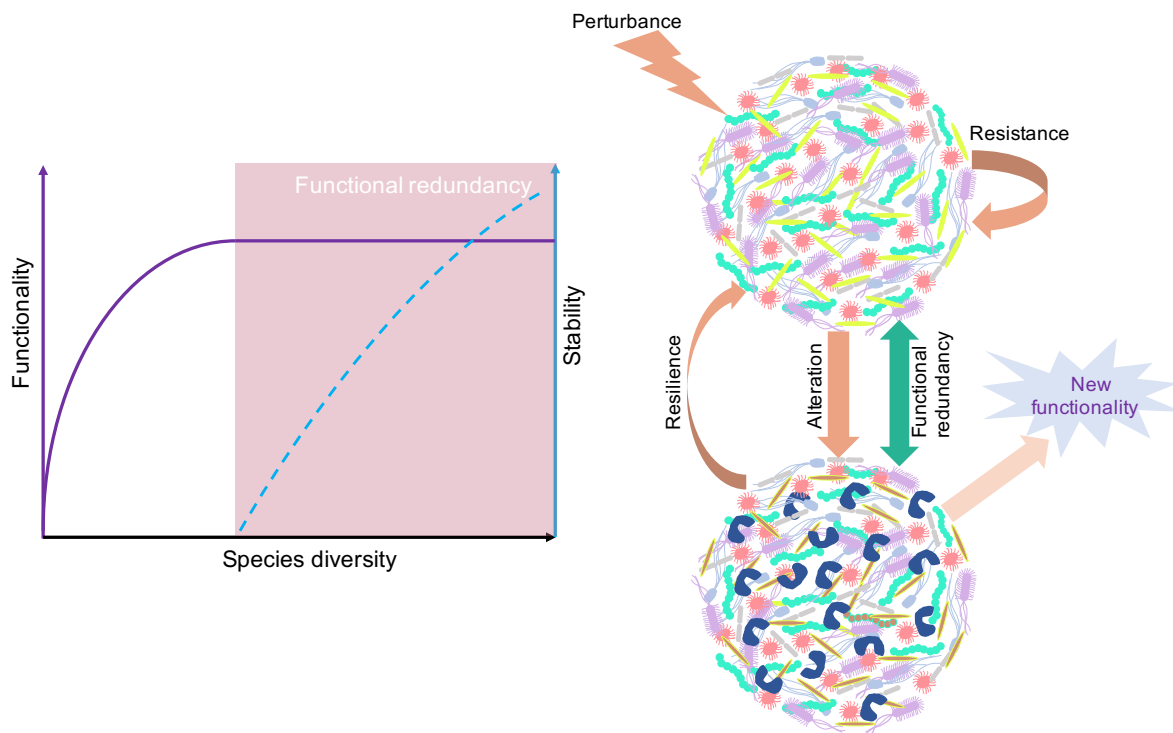 Functional redundancy
Functionality
Stability
Species diversity
Perturbance
Resistance
Resilience
Alteration
Functional
redundancy
New
functionality